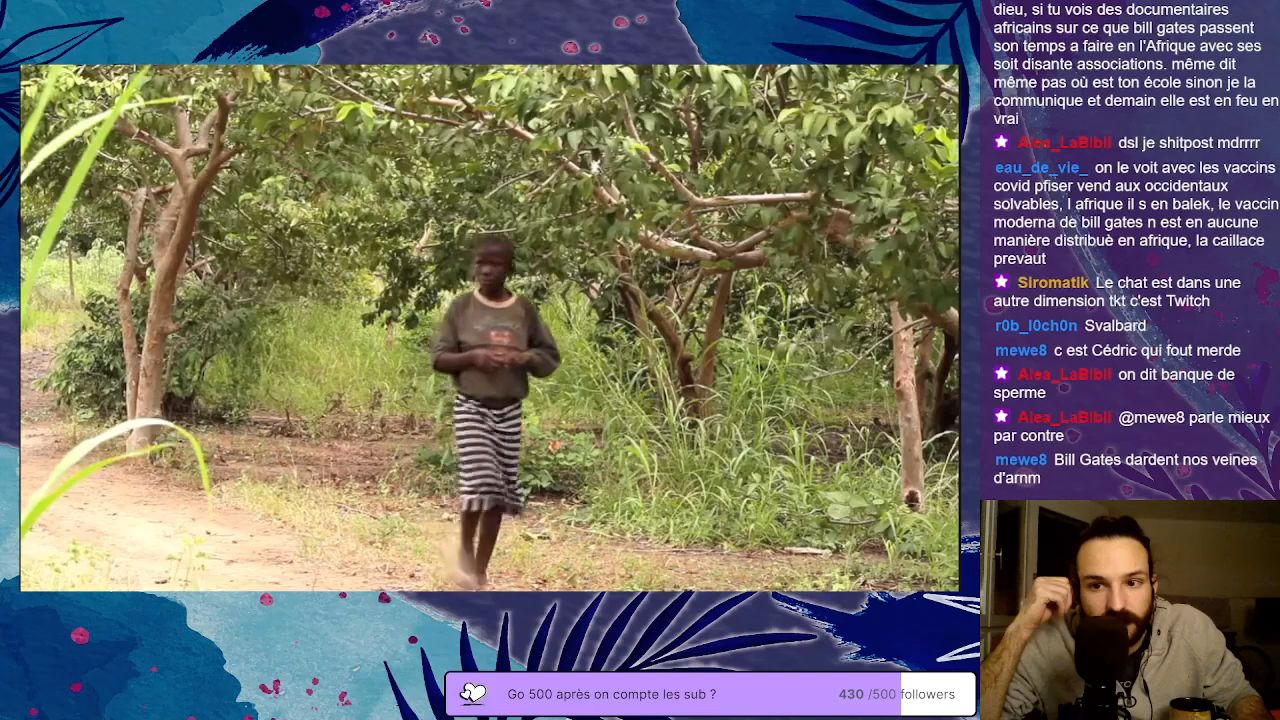 dieu, si tu vois des documentaires
africains sur ce que bill gates passent
son temps a faire en l'Afrique avec ses
soit disante associations. même dit
même pas où est ton école sinon je la
communique et demain elle est en feu en
vrai
Alea_LaBibli dsl je shitpost mdrrrr
eau_de_vie_ on le voit avec les vaccins
covid pfiser vend aux occidentaux
solvables, l afrique il s en balek, le vaccin
moderna de bill gates n est en aucune
manière distribuè en afrique, la caillace
prevaut
Siromatik Le chat est dans une
autre dimension tkt c'est Twitch
r0b_l0ch0n Svalbard
mewe8 c est Cédric qui fout merde
Alea_LaBibli on dit banque de
sperme
Alea_LaBibli @mewe8 parle mieux
par contre
mewe8 Bill Gates dardent nos veines
d'arnm
Go 500 après on compte les sub ? 430 /500 followers